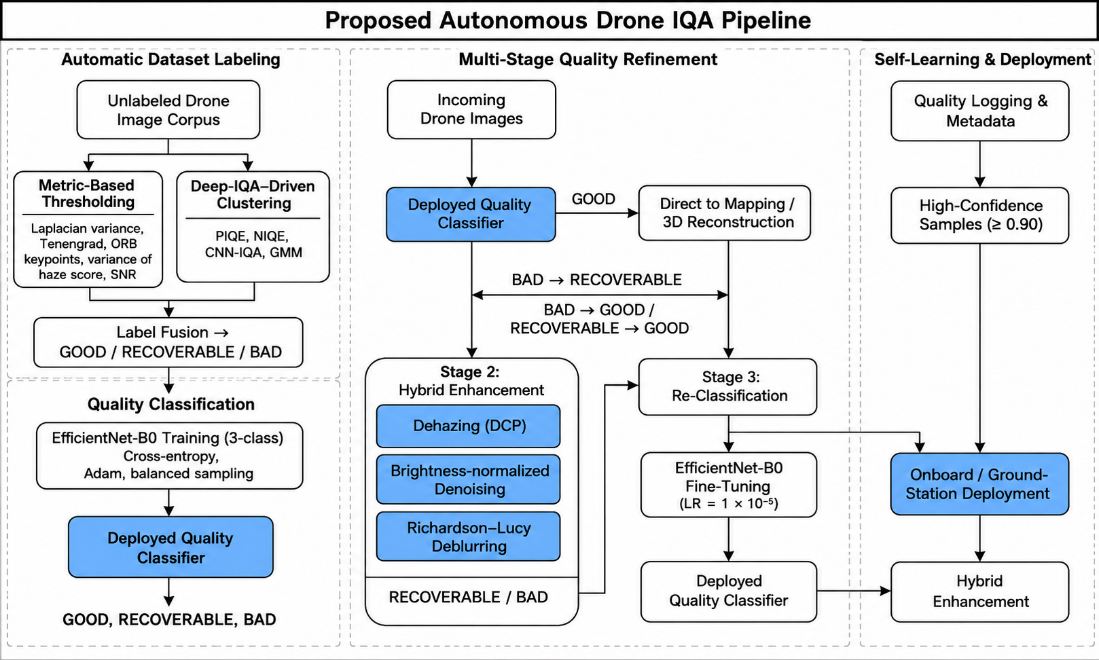 Proposed Autonomous Drone IQA Pipeline
Automatic Dataset Labeling
Unlabeled Drone
Image Corpus
Metric-Based
Thresholding
Laplacian variance,
Tenengrad, ORB
keypoints, variance of
haze score, SNR
Deep-IQA–Driven
Clustering
PIQE, NIQE,
CNN-IQA, GMM
Label Fusion →
GOOD / RECOVERABLE / BAD
Quality Classification
EfficientNet-B0 Training (3-class)
Cross-entropy,
Adam, balanced sampling
Deployed Quality
Classifier
GOOD, RECOVERABLE, BAD
Multi-Stage Quality Refinement
Incoming
Drone Images
Deployed Quality
Classifier
GOOD
Direct to Mapping /
3D Reconstruction
BAD → RECOVERABLE
BAD → GOOD /
RECOVERABLE → GOOD
Stage 2:
Hybrid Enhancement
Dehazing (DCP)
Brightness-normalized
Denoising
Richardson–Lucy
Deblurring
RECOVERABLE / BAD
Stage 3:
Re-Classification
EfficientNet-B0
Fine-Tuning
(LR = 1 × 10⁻⁵)
Deployed
Quality Classifier
Self-Learning & Deployment
Quality Logging &
Metadata
High-Confidence
Samples (≥ 0.90)
Onboard / Ground-
Station Deployment
Hybrid
Enhancement